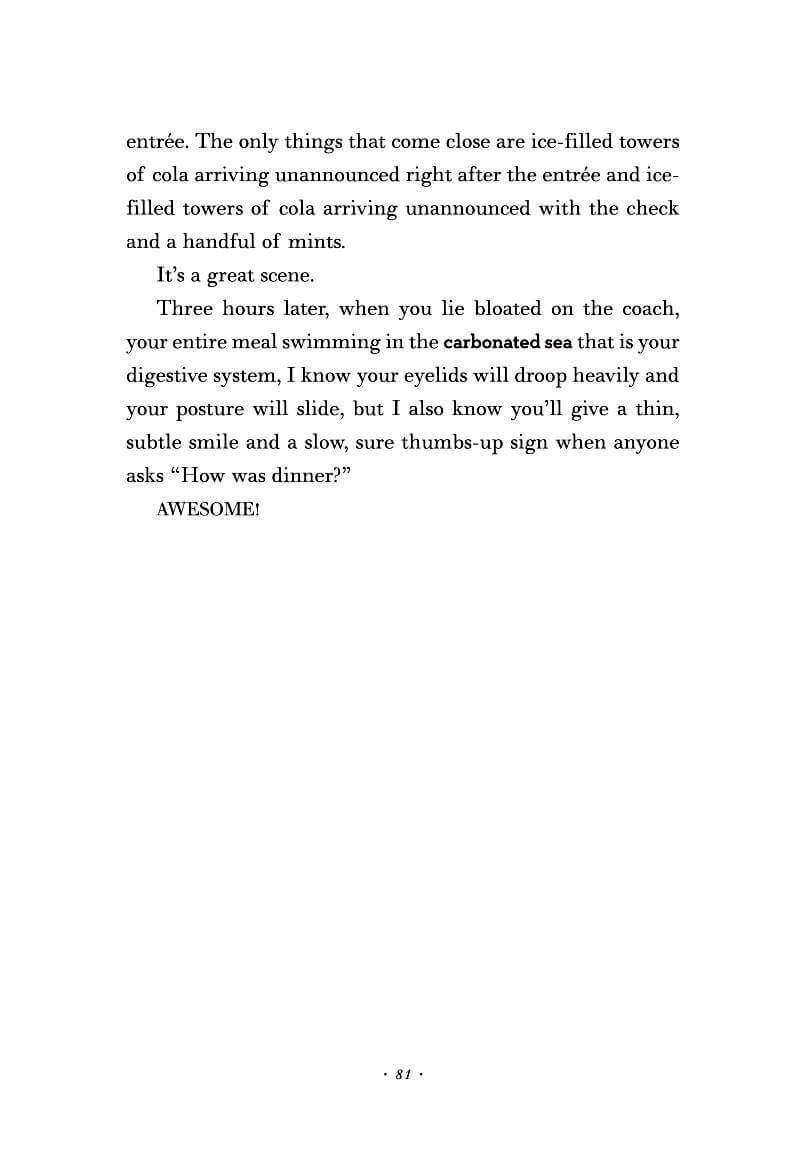 entrée. The only things that come close are ice-filled towers
of cola arriving unannounced right after the entrée and ice-
filled towers of cola arriving unannounced with the check
and a handful of mints.
It’s a great scene.
Three hours later, when you lie bloated on the coach,
your entire meal swimming in the carbonated sea that is your
digestive system, I know your eyelids will droop heavily and
your posture will slide, but I also know you’ll give a thin,
subtle smile and a slow, sure thumbs-up sign when anyone
asks “How was dinner?”
AWESOME!
· 81 ·